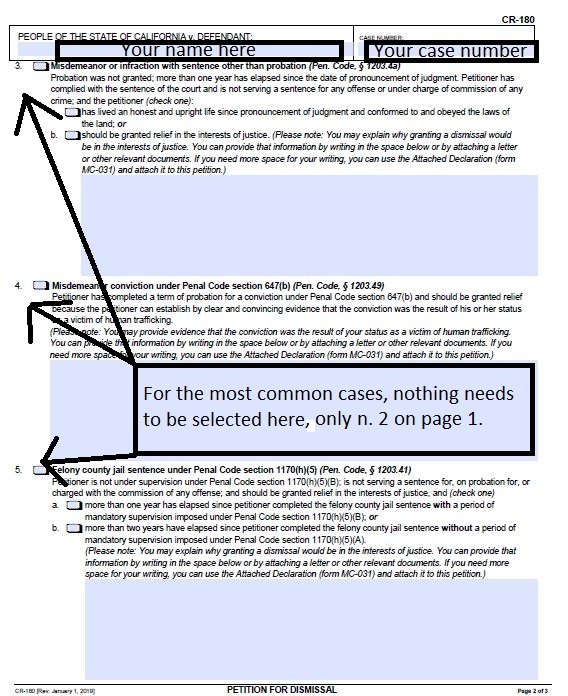 CR-180
PEOPLE OF THE STATE OF CALIFORNIA v. DEFENDANT:
CASE NUMBER:
Your name here
Your case number
3. Misdemeanor or infraction with sentence other than probation (Pen. Code, § 1203.4a)
Probation was not granted; more than one year has elapsed since the date of pronouncement of judgment. Petitioner has
complied with the sentence of the court and is not serving a sentence for any offense or under charge of commission of any
crime; and the petitioner (check one):
has lived an honest and upright life since pronouncement of judgment and conformed to and obeyed the laws of
the land; or
b. should be granted relief in the interests of justice. (Please note: You may explain why granting a dismissal would
be in the interests of justice. You can provide that information by writing in the space below or by attaching a letter
or other relevant documents. If you need more space for your writing, you can use the Attached Declaration (form
MC-031) and attach it to this petition.)
4. Misdemeanor conviction under Penal Code section 647(b) (Pen. Code, § 1203.49)
Petitioner has completed a term of probation for a conviction under Penal Code section 647(b) and should be granted relief
because the petitioner can establish by clear and convincing evidence that the conviction was the result of his or her status
as a victim of human trafficking.
(Please note: You may provide evidence that the conviction was the result of your status as a victim of human trafficking.
You can provide that information by writing in the space below or by attaching a letter or other relevant documents. If you
need more space for your writing, you can use the Attached Declaration (form MC-031) and attach it to this petition.)
For the most common cases, nothing needs
to be selected here, only n. 2 on page 1.
5. Felony county jail sentence under Penal Code section 1170(h)(5) (Pen. Code, § 1203.41)
Petitioner is not under supervision under Penal Code section 1170(h)(5)(B); is not serving a sentence for, on probation for, or
charged with the commission of any offense; and should be granted relief in the interests of justice, and (check one)
a. more than one year has elapsed since petitioner completed the felony county jail sentence with a period of
mandatory supervision imposed under Penal Code section 1170(h)(5)(B); or
b. more than two years have elapsed since petitioner completed the felony county jail sentence without a period of
mandatory supervision imposed under Penal Code section 1170(h)(5)(A).
(Please note: You may explain why granting a dismissal would be in the interests of justice. You can provide that
information by writing in the space below or by attaching a letter or other relevant documents. If you need more
space for your writing, you can use the Attached Declaration (form MC-031) and attach it to this petition.)
CR-180 [Rev. January 1, 2019]
PETITION FOR DISMISSAL
Page 2 of 3